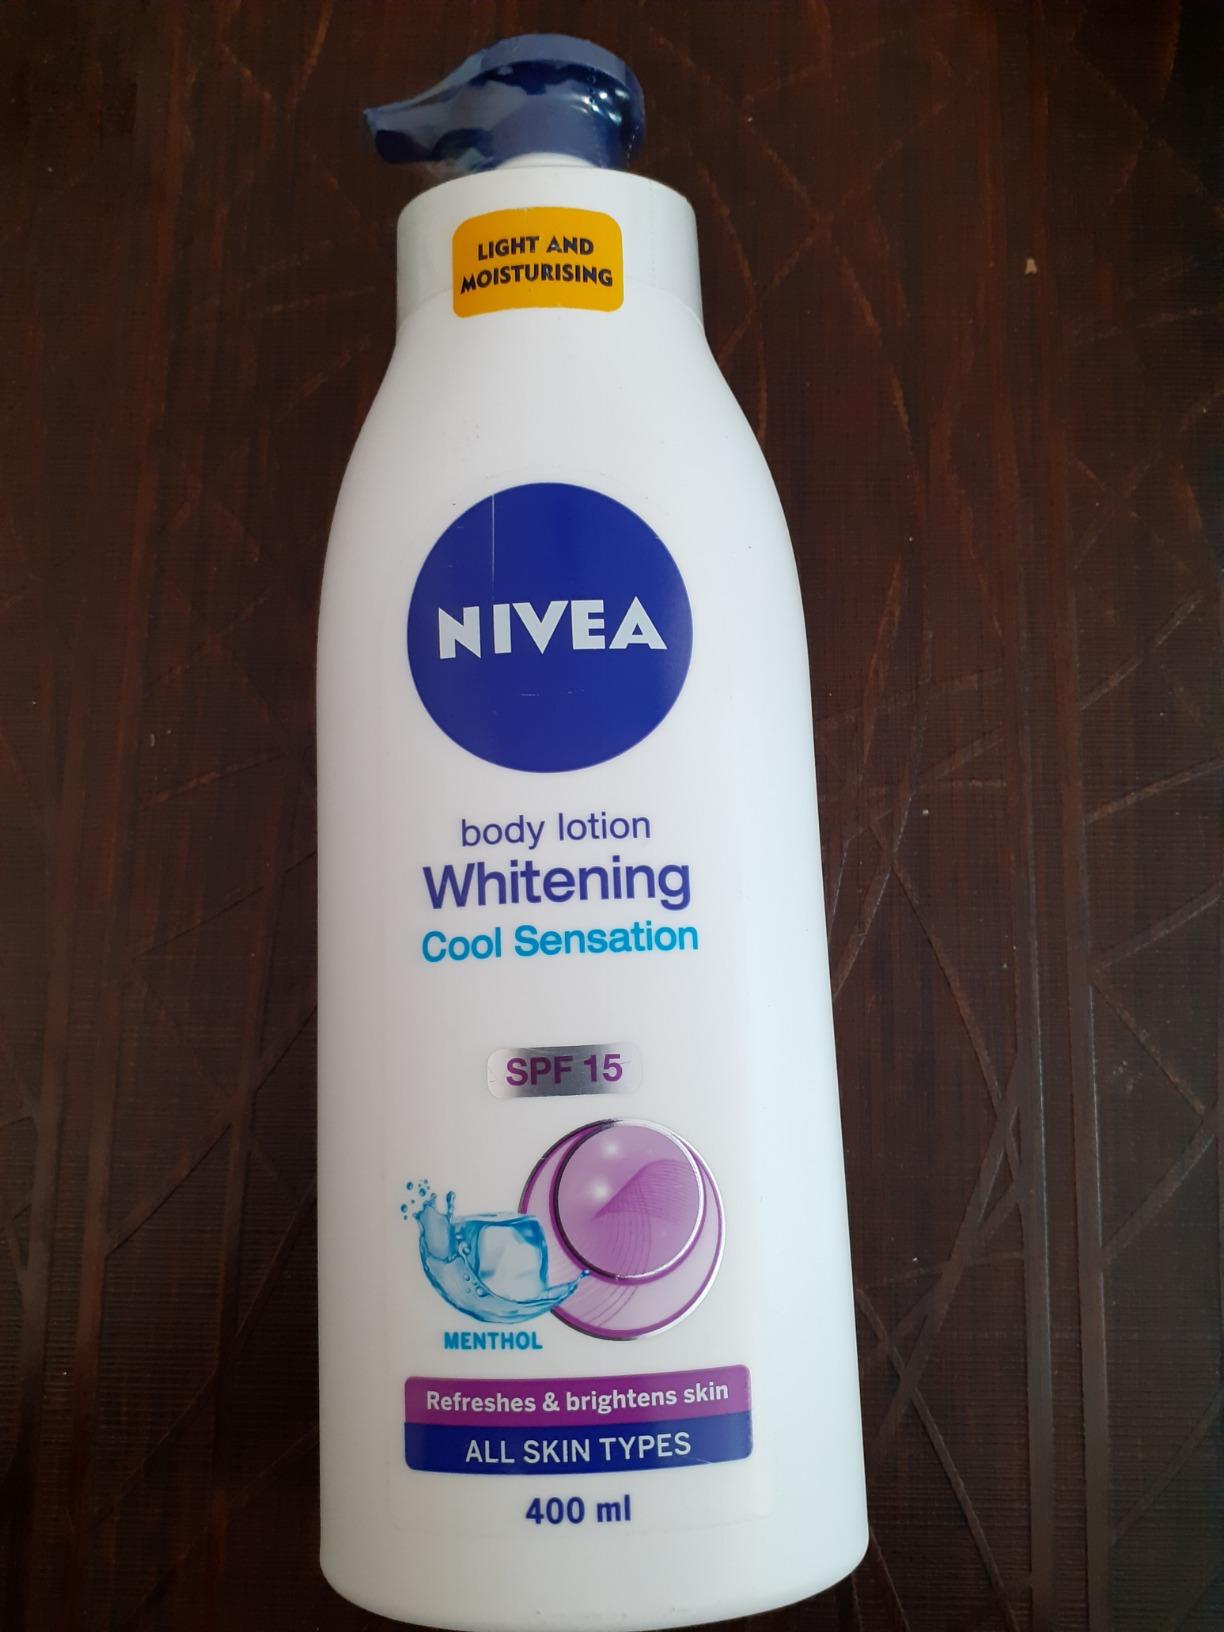 LIGHT AND
MOISTURISING
NIVEA
body lotion
Whitening
Cool Sensation
SPF 15
MENTHOL
Refreshes & brightens skin
ALL SKIN TYPES
400 ml